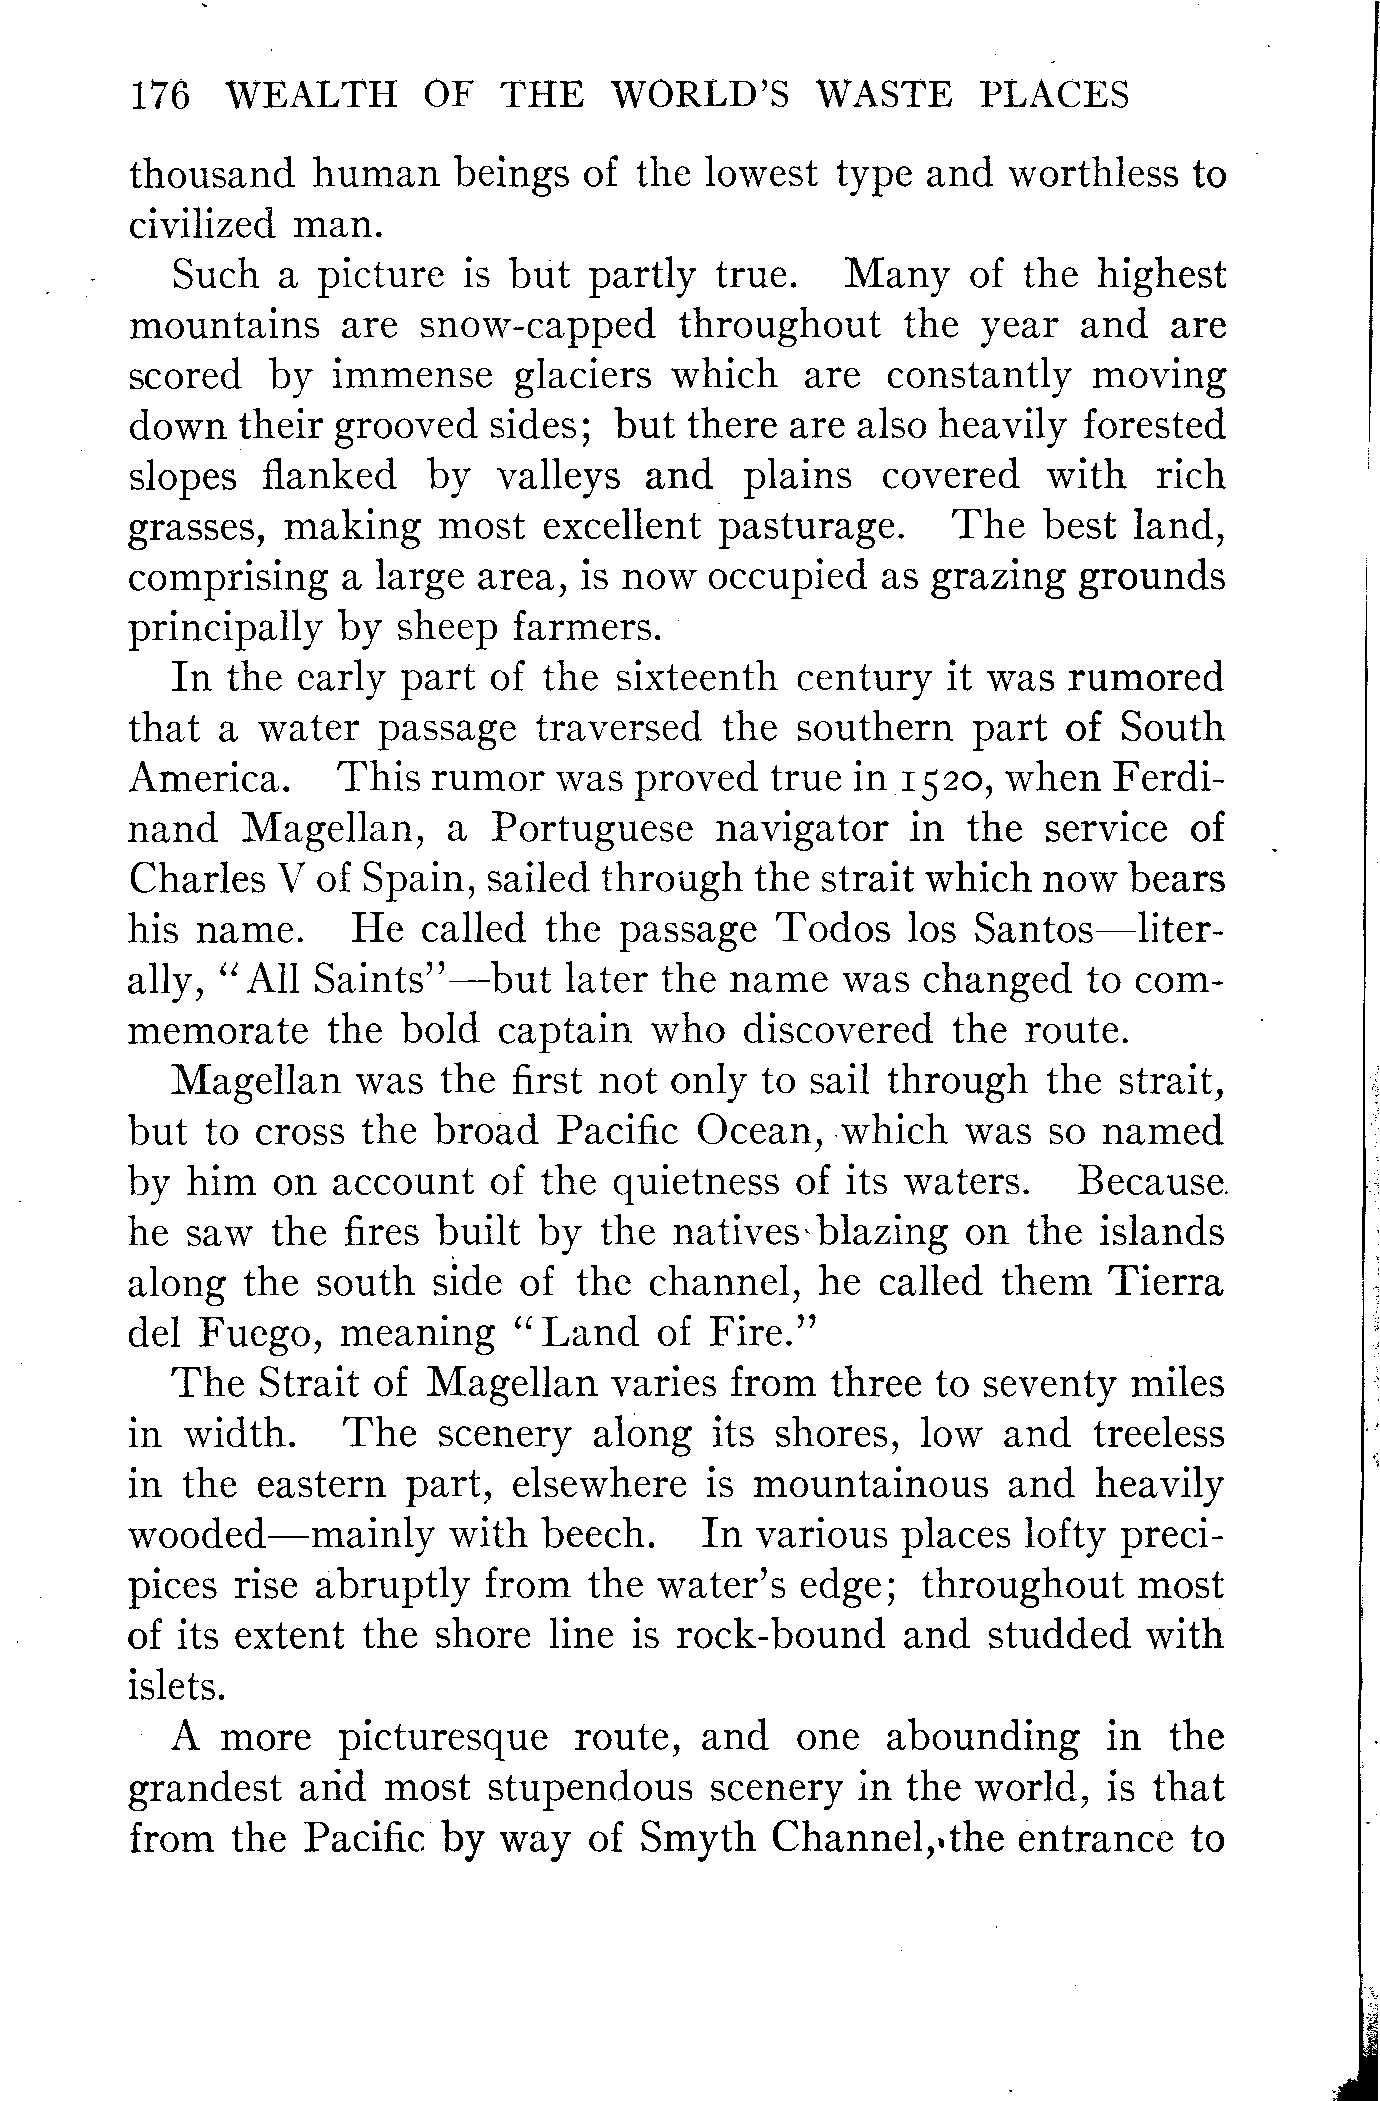 176 WEALTH OF THE WORLD'S WASTE PLACES
thousand human beings of the lowest type and worthless to
civilized man.
Such a picture is but partly true. Many of the highest
mountains are snow-capped throughout the year and are
scored by immense glaciers which are constantly moving
down their grooved sides; but there are also heavily forested
slopes flanked by valleys and plains covered with rich
grasses, making most excellent pasturage. The best land,
comprising a large area, is now occupied as grazing grounds
principally by sheep farmers.
In the early part of the sixteenth century it was rumored
that a water passage traversed the southern part of South
America. This rumor was proved true in 1520, when Ferdi-
nand Magellan, a Portuguese navigator in the service of
Charles V of Spain, sailed through the strait which now bears
his name. He called the passage Todos los Santos—liter-
ally, "All Saints"—but later the name was changed to com-
memorate the bold captain who discovered the route.
Magellan was the first not only to sail through the strait,
but to cross the broad Pacific Ocean, which was so named
by him on account of the quietness of its waters. Because
he saw the fires built by the natives blazing on the islands
along the south side of the channel, he called them Tierra
del Fuego, meaning "Land of Fire."
The Strait of Magellan varies from three to seventy miles
in width. The scenery along its shores, low and treeless
in the eastern part, elsewhere is mountainous and heavily
wooded—mainly with beech. In various places lofty preci-
pices rise abruptly from the water's edge; throughout most
of its extent the shore line is rock-bound and studded with
islets.
A more picturesque route, and one abounding in the
grandest and most stupendous scenery in the world, is that
from the Pacific by way of Smyth Channel, the entrance to